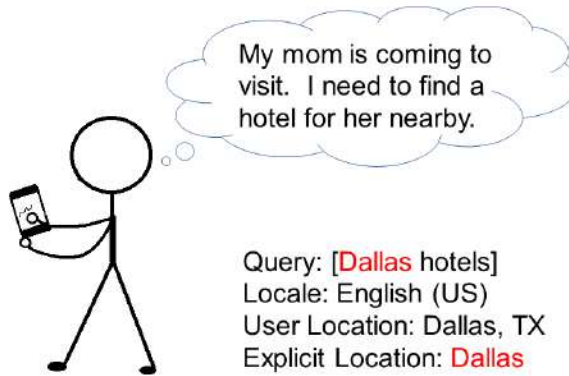 My mom is coming to
visit. I need to find a
hotel for her nearby.
Query: [Dallas hotels]
Locale: English (US)
User Location: Dallas, TX
Explicit Location: Dallas